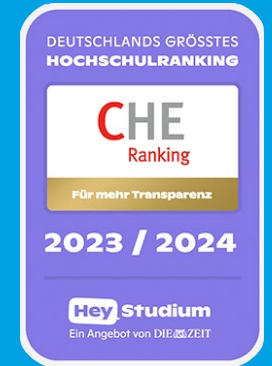 DEUTSCHLANDS GRÖSSTES
HOCHSCHULRANKING
CHE
Ranking
Für mehr Transparenz
2023 / 2024
Hey Studium
Ein Angebot von DIE ZEIT